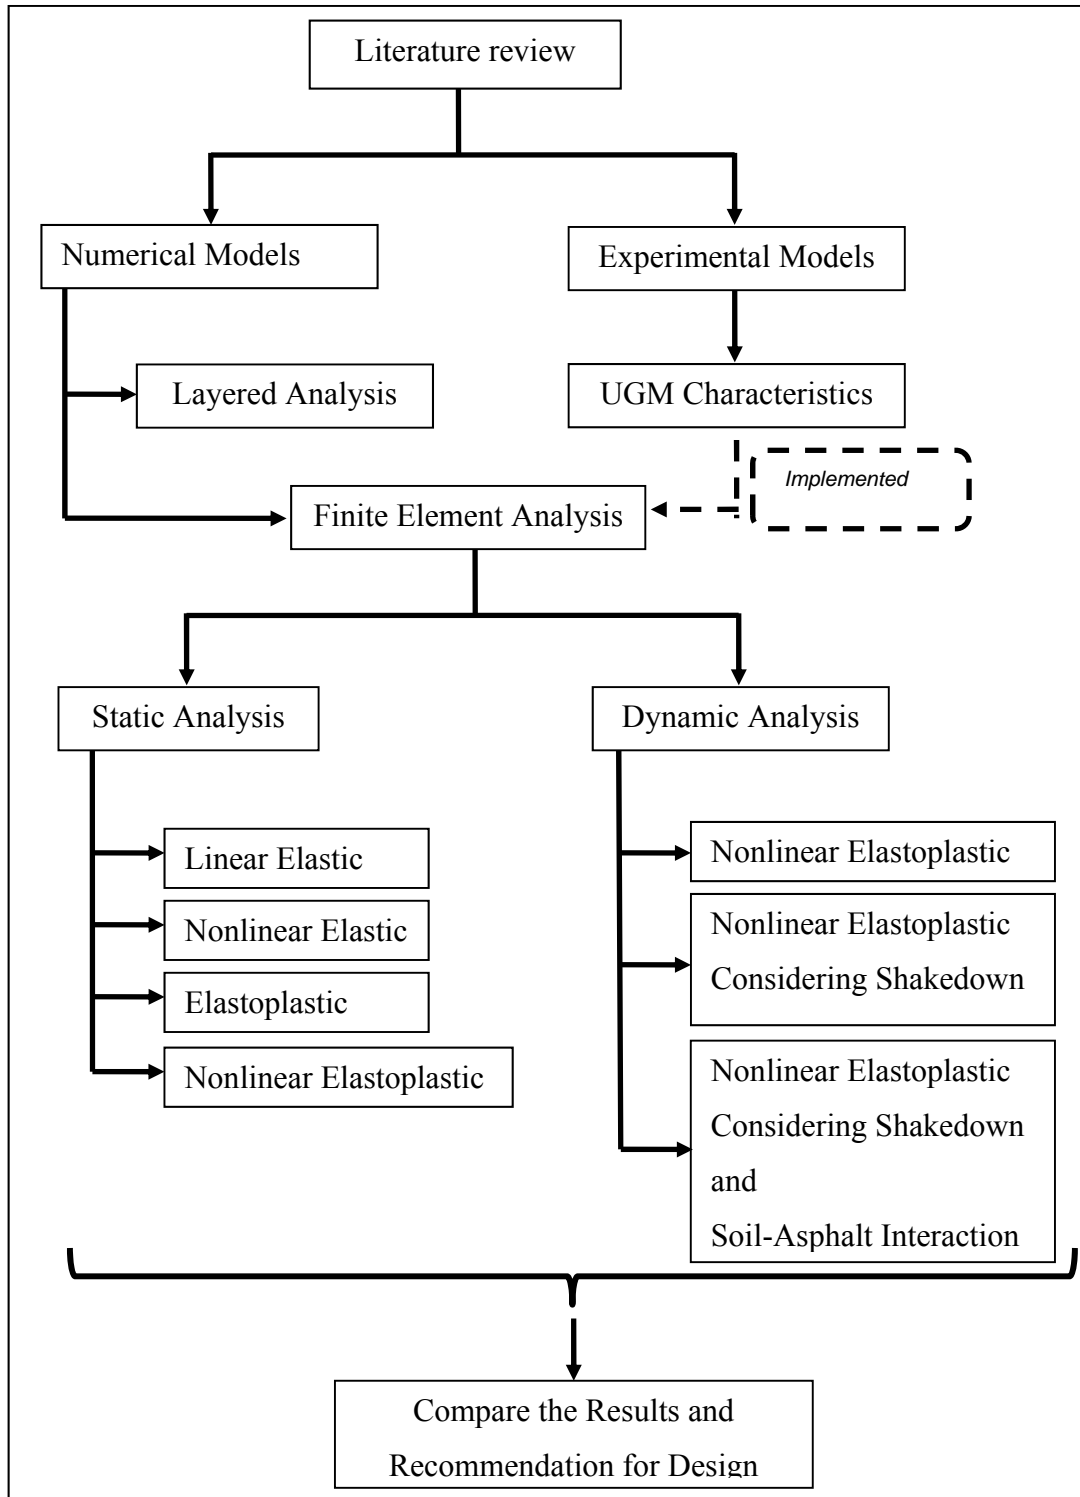 Literature review
Numerical Models
Experimental Models
Layered Analysis
UGM Characteristics
Implemented
Finite Element Analysis
Static Analysis
Dynamic Analysis
Linear Elastic
Nonlinear Elastic
Elastoplastic
Nonlinear Elastoplastic
Nonlinear Elastoplastic
Nonlinear Elastoplastic
Considering Shakedown
Nonlinear Elastoplastic
Considering Shakedown
and
Soil-Asphalt Interaction
Compare the Results and
Recommendation for Design